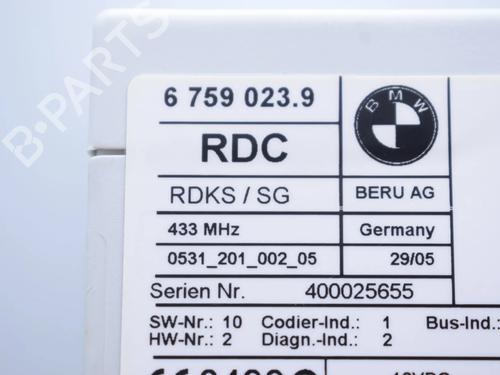 B-PARTS
6 759 023.9
BMW
RDC
RDKS / SG
BERU AG
433 MHz
Germany
0531_201_002_05
29/05
Serien Nr. 400025655
SW-Nr.: 10 Codier-Ind.: 1 Bus-Ind.:
HW-Nr.: 2 Diagn.-Ind.: 2